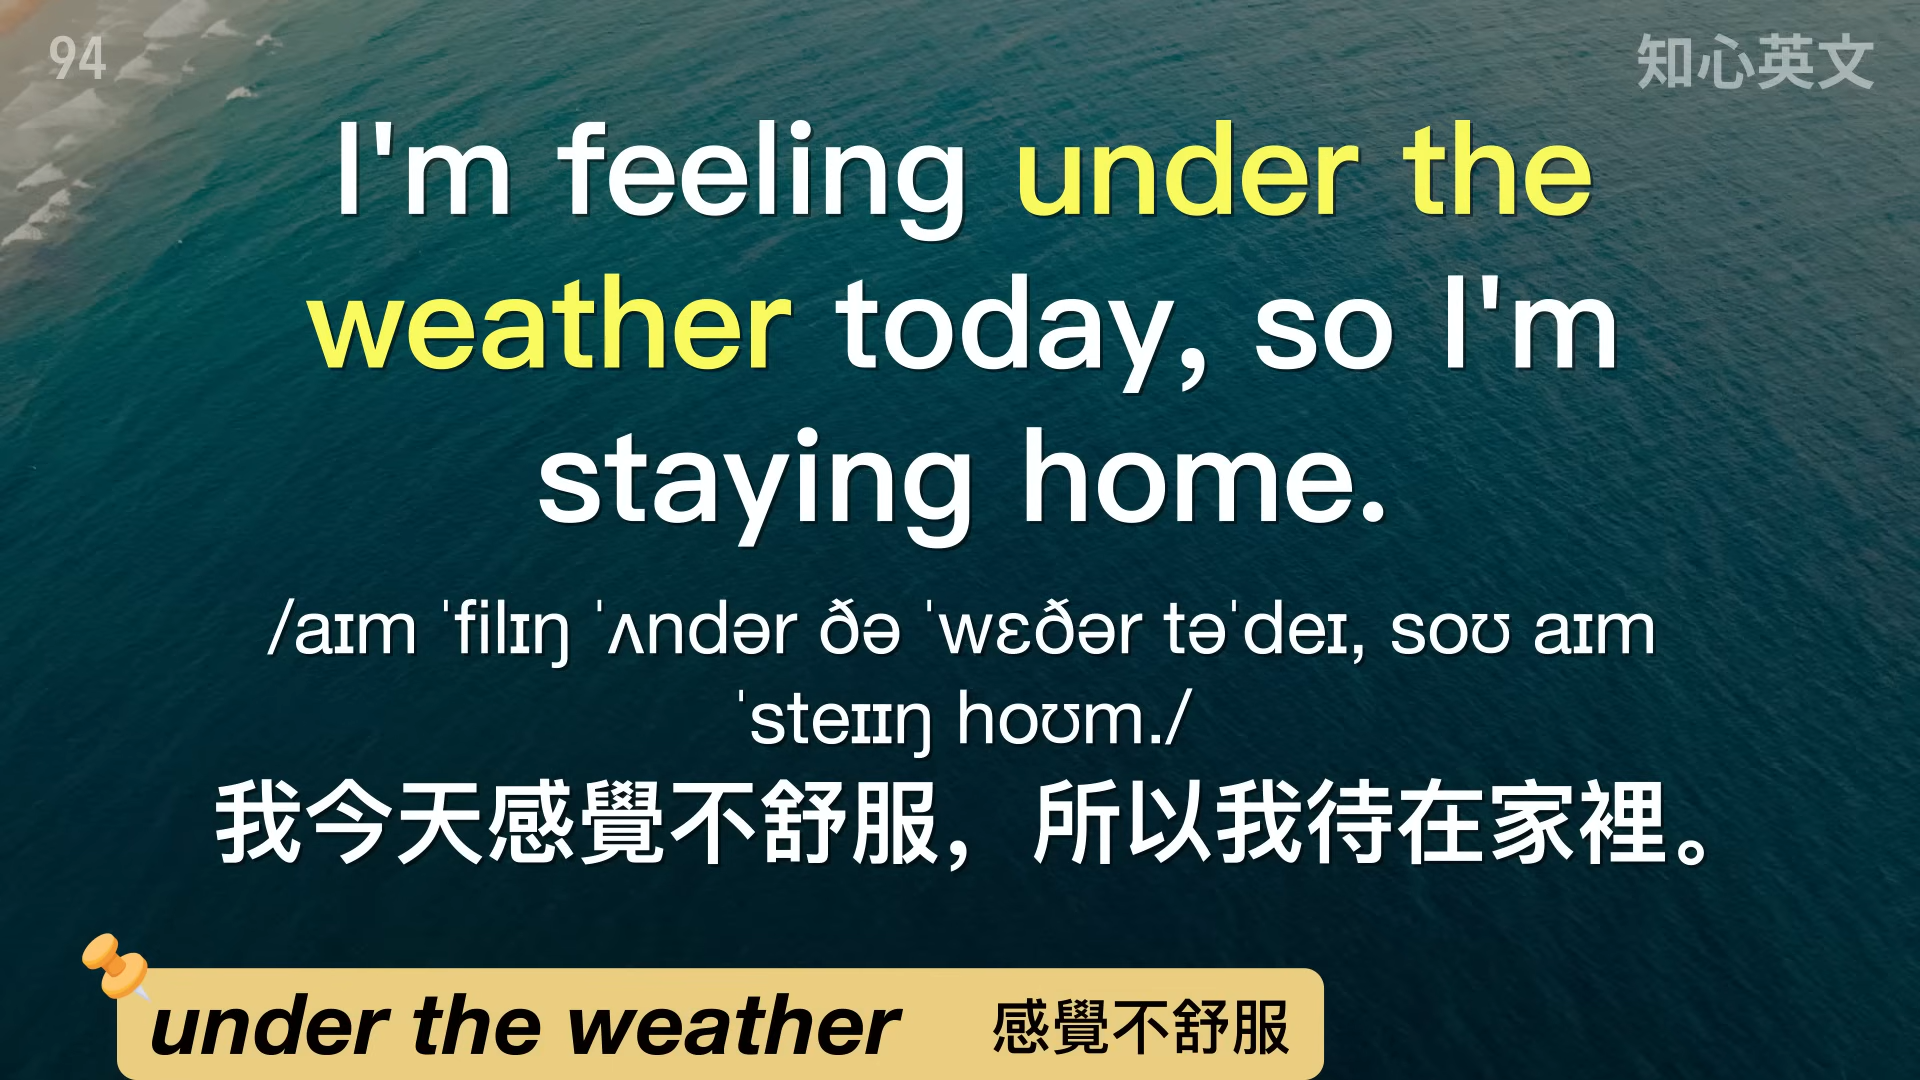 94
知心英文
I'm feeling under the
weather today, so I'm
staying home.
/aɪm ˈfilɪŋ ˈʌndər ðə ˈwɛðər təˈdeɪ, soʊ aɪm
ˈsteɪɪŋ hoʊm./
我今天感覺不舒服，所以我待在家裡。
under the weather 感覺不舒服